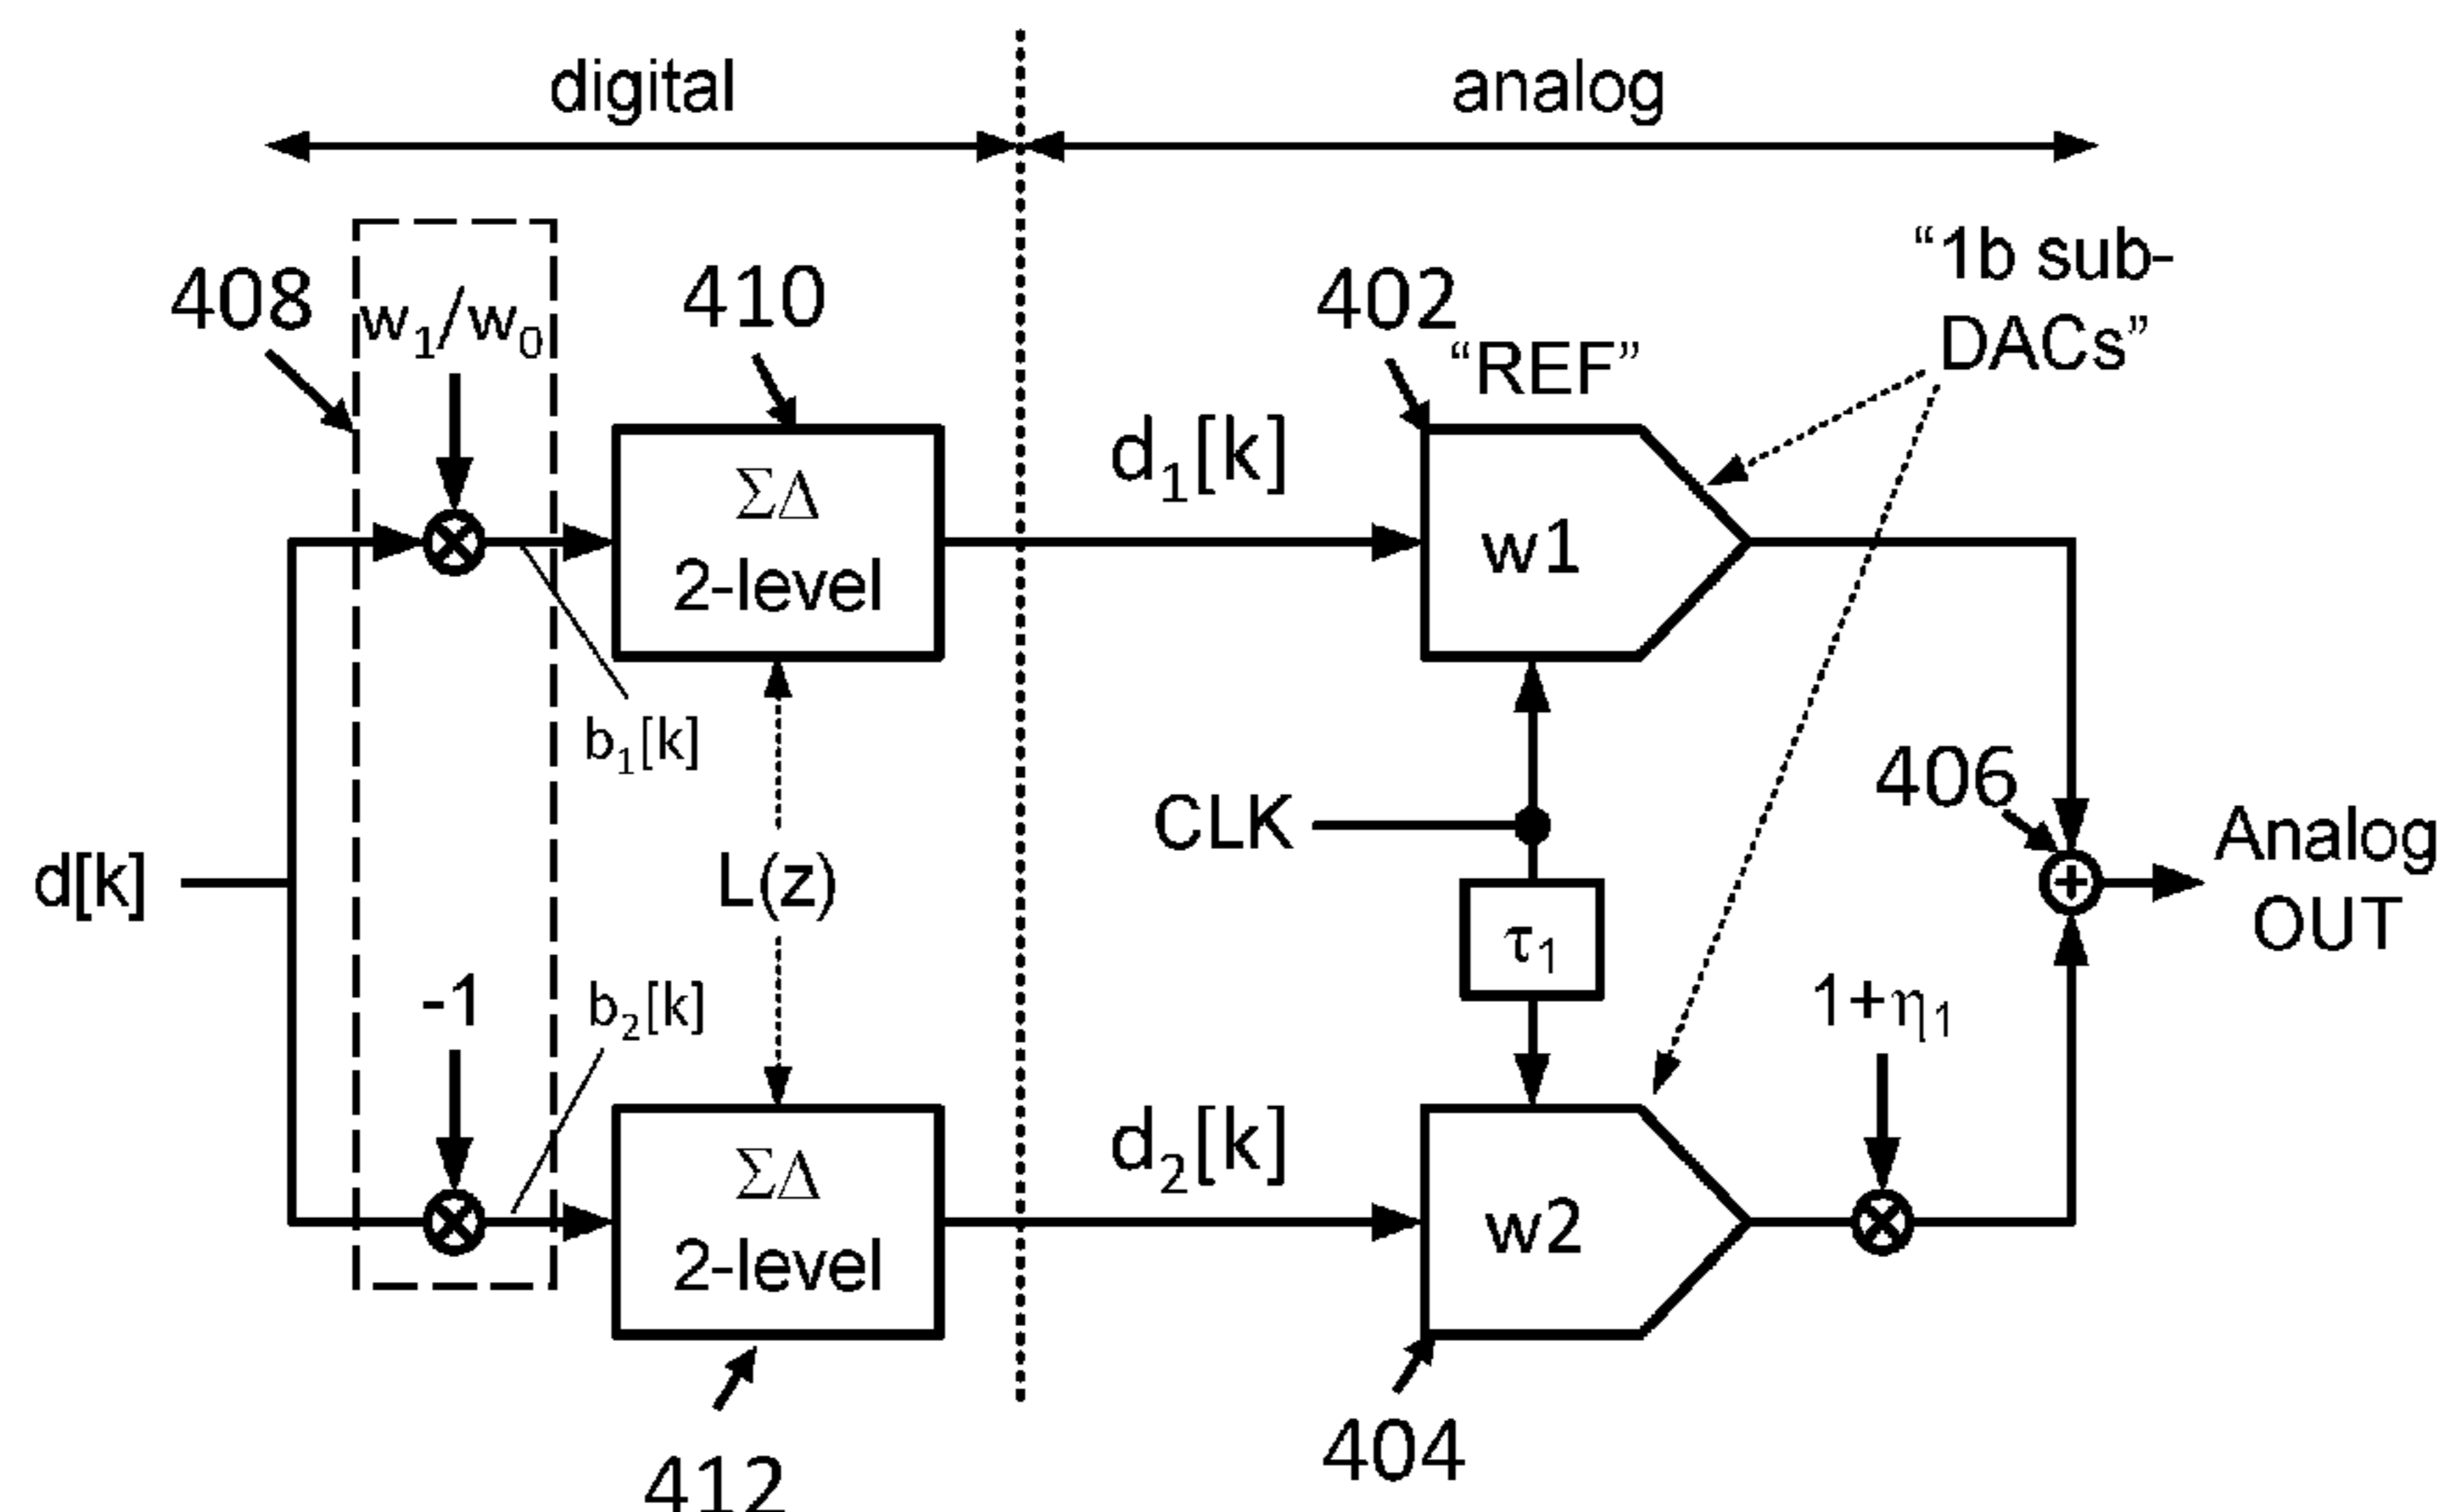 digital
analog
408
w₁/w₀
410
ΣΔ
2-level
d₁[k]
402
“REF”
w1
“1b sub-
DACs”
b₁[k]
d[k]
L(z)
CLK
τ₁
406
Analog
OUT
-1
b₂[k]
ΣΔ
2-level
412
d₂[k]
w2
404
1+η₁